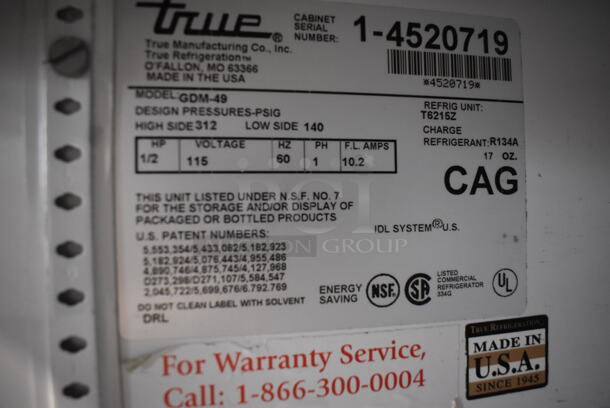 true®
True Manufacturing Co., Inc.
True Refrigeration™
O'FALLON, MO 63366
MADE IN THE USA
CABINET
SERIAL
NUMBER: 1-4520719
*4520719*
MODEL: GDM-49
DESIGN PRESSURES-PSIG
HIGH SIDE 312 LOW SIDE 140
REFRIG UNIT:
T6215Z
CHARGE
REFRIGERANT: R134A
17 OZ.
HP VOLTAGE HZ PH F.L. AMPS
1/2 115 60 1 10.2
CAG
THIS UNIT LISTED UNDER N.S.F. NO. 7
FOR THE STORAGE AND/OR DISPLAY OF
PACKAGED OR BOTTLED PRODUCTS
IDL SYSTEM® U.S.
U.S. PATENT NUMBERS:
5,553,354/5,433,082/5,182,923
5,182,924/5,076,443/4,955,486
4,890,746/4,875,745/4,127,968
D273,298/D271,107/5,584,547
2,045,722/5,699,676/6,792,769
DO NOT CLEAN LABEL WITH SOLVENT
DRL
ENERGY
SAVING
NSF®
SA
LISTED
COMMERCIAL
REFRIGERATOR
334G
UL
For Warranty Service,
Call: 1-866-300-0004
TRUE REFRIGERATION
MADE IN
U.S.A.
SINCE 1945
GROUP